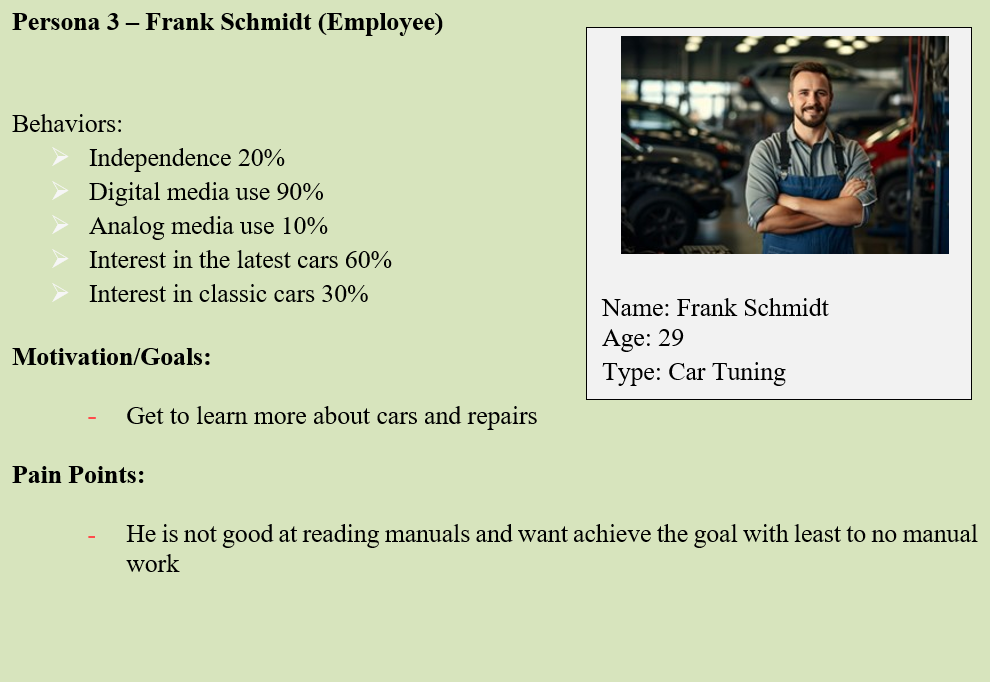 Persona 3 – Frank Schmidt (Employee)
Behaviors:
Independence 20%
Digital media use 90%
Analog media use 10%
Interest in the latest cars 60%
Interest in classic cars 30%
Name: Frank Schmidt
Age: 29
Type: Car Tuning
Motivation/Goals:
- Get to learn more about cars and repairs
Pain Points:
- He is not good at reading manuals and want achieve the goal with least to no manual
work